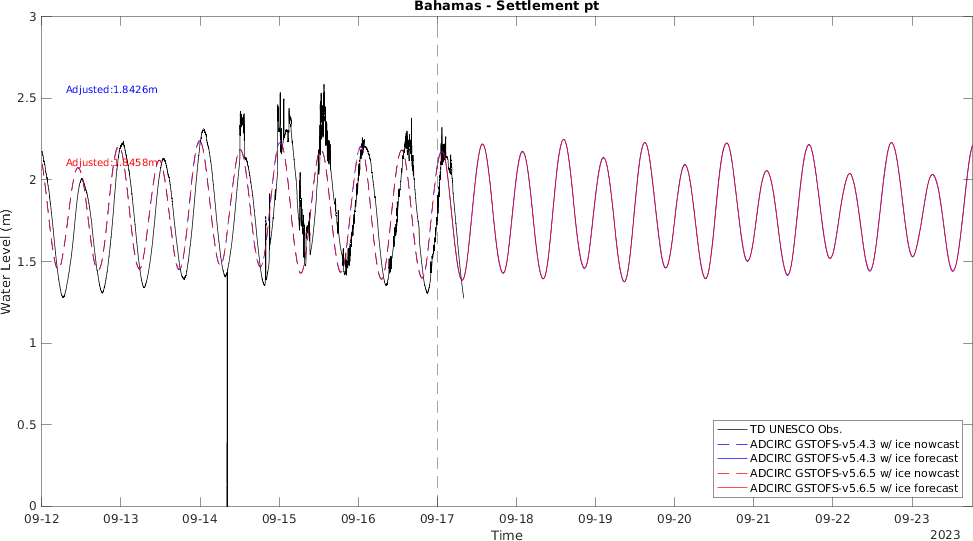 Bahamas - Settlement pt
Water Level (m)
3
2.5
2
1.5
1
0.5
0
Adjusted:1.8426m
Adjusted:1.8458m
TD UNESCO Obs.
ADCIRC GSTOFS-v5.4.3 w/ ice nowcast
ADCIRC GSTOFS-v5.4.3 w/ ice forecast
ADCIRC GSTOFS-v5.6.5 w/ ice nowcast
ADCIRC GSTOFS-v5.6.5 w/ ice forecast
09-12 09-13 09-14 09-15 09-16 09-17 09-18 09-19 09-20 09-21 09-22 09-23
Time
2023